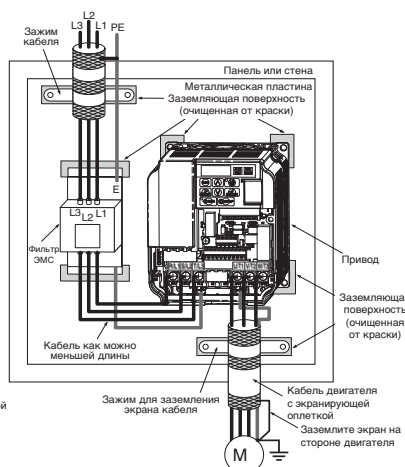 L2
L3 L1 PE
Зажим
кабеля
Панель или стена
Металлическая пластина
Заземляющая поверхность
(очищенная от краски)
E
L3
L2
L1
Фильтр
ЭМС
Привод
Заземляюща
поверхность
(очищенная
от краски)
Кабель как можно
меньшей длины
Зажим для заземления
экрана кабеля
Кабель двигателя
с экранирующей
оплеткой
Заземлите экран на
стороне двигателя
M
й